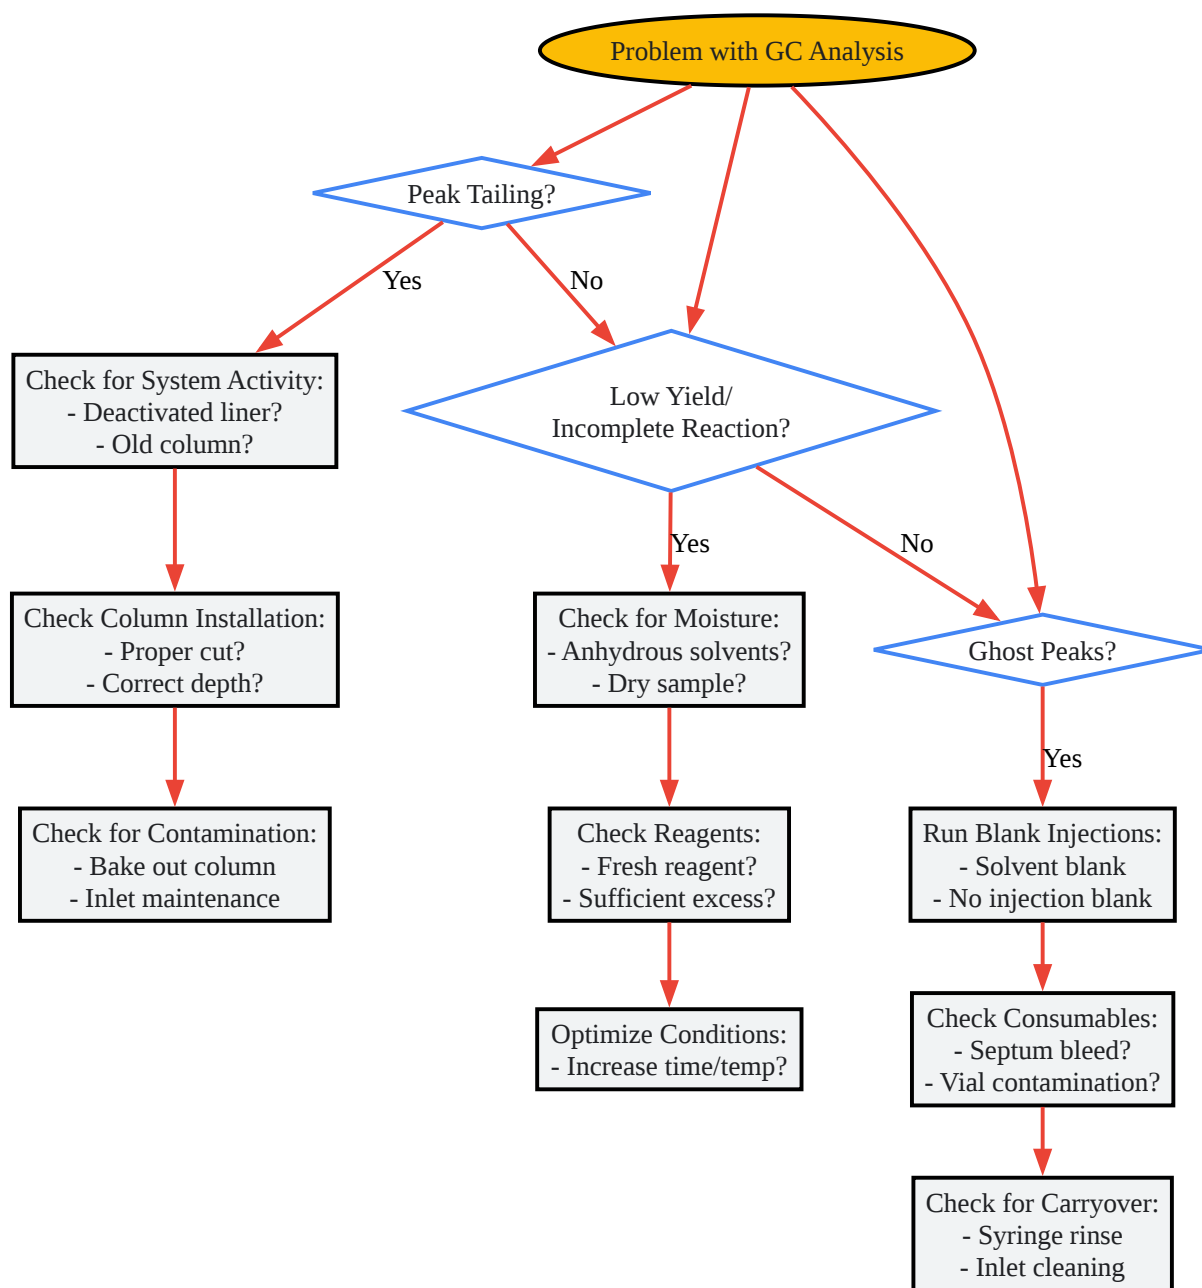 Problem with GC Analysis
Peak Tailing?
Yes
No
Check for System Activity:
- Deactivated liner?
- Old column?
Low Yield/
Incomplete Reaction?
Yes
No
Check Column Installation:
- Proper cut?
- Correct depth?
Check for Moisture:
- Anhydrous solvents?
- Dry sample?
Ghost Peaks?
Yes
Check for Contamination:
- Bake out column
- Inlet maintenance
Check Reagents:
- Fresh reagent?
- Sufficient excess?
Run Blank Injections:
- Solvent blank
- No injection blank
Optimize Conditions:
- Increase time/temp?
Check Consumables:
- Septum bleed?
- Vial contamination?
Check for Carryover:
- Syringe rinse
- Inlet cleaning